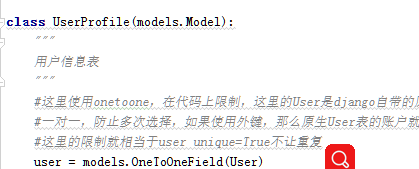 class UserProfile(models.Model):
"""
用户信息表
"""
#这里使用onetoone，在代码上限制，这里的User是django自带的
#一对一，防止多次选择，如果使用外键，那么原生User表的账户就
#这里的限制就相当于user unique=True不让重复
user = models.OneToOneField(User)